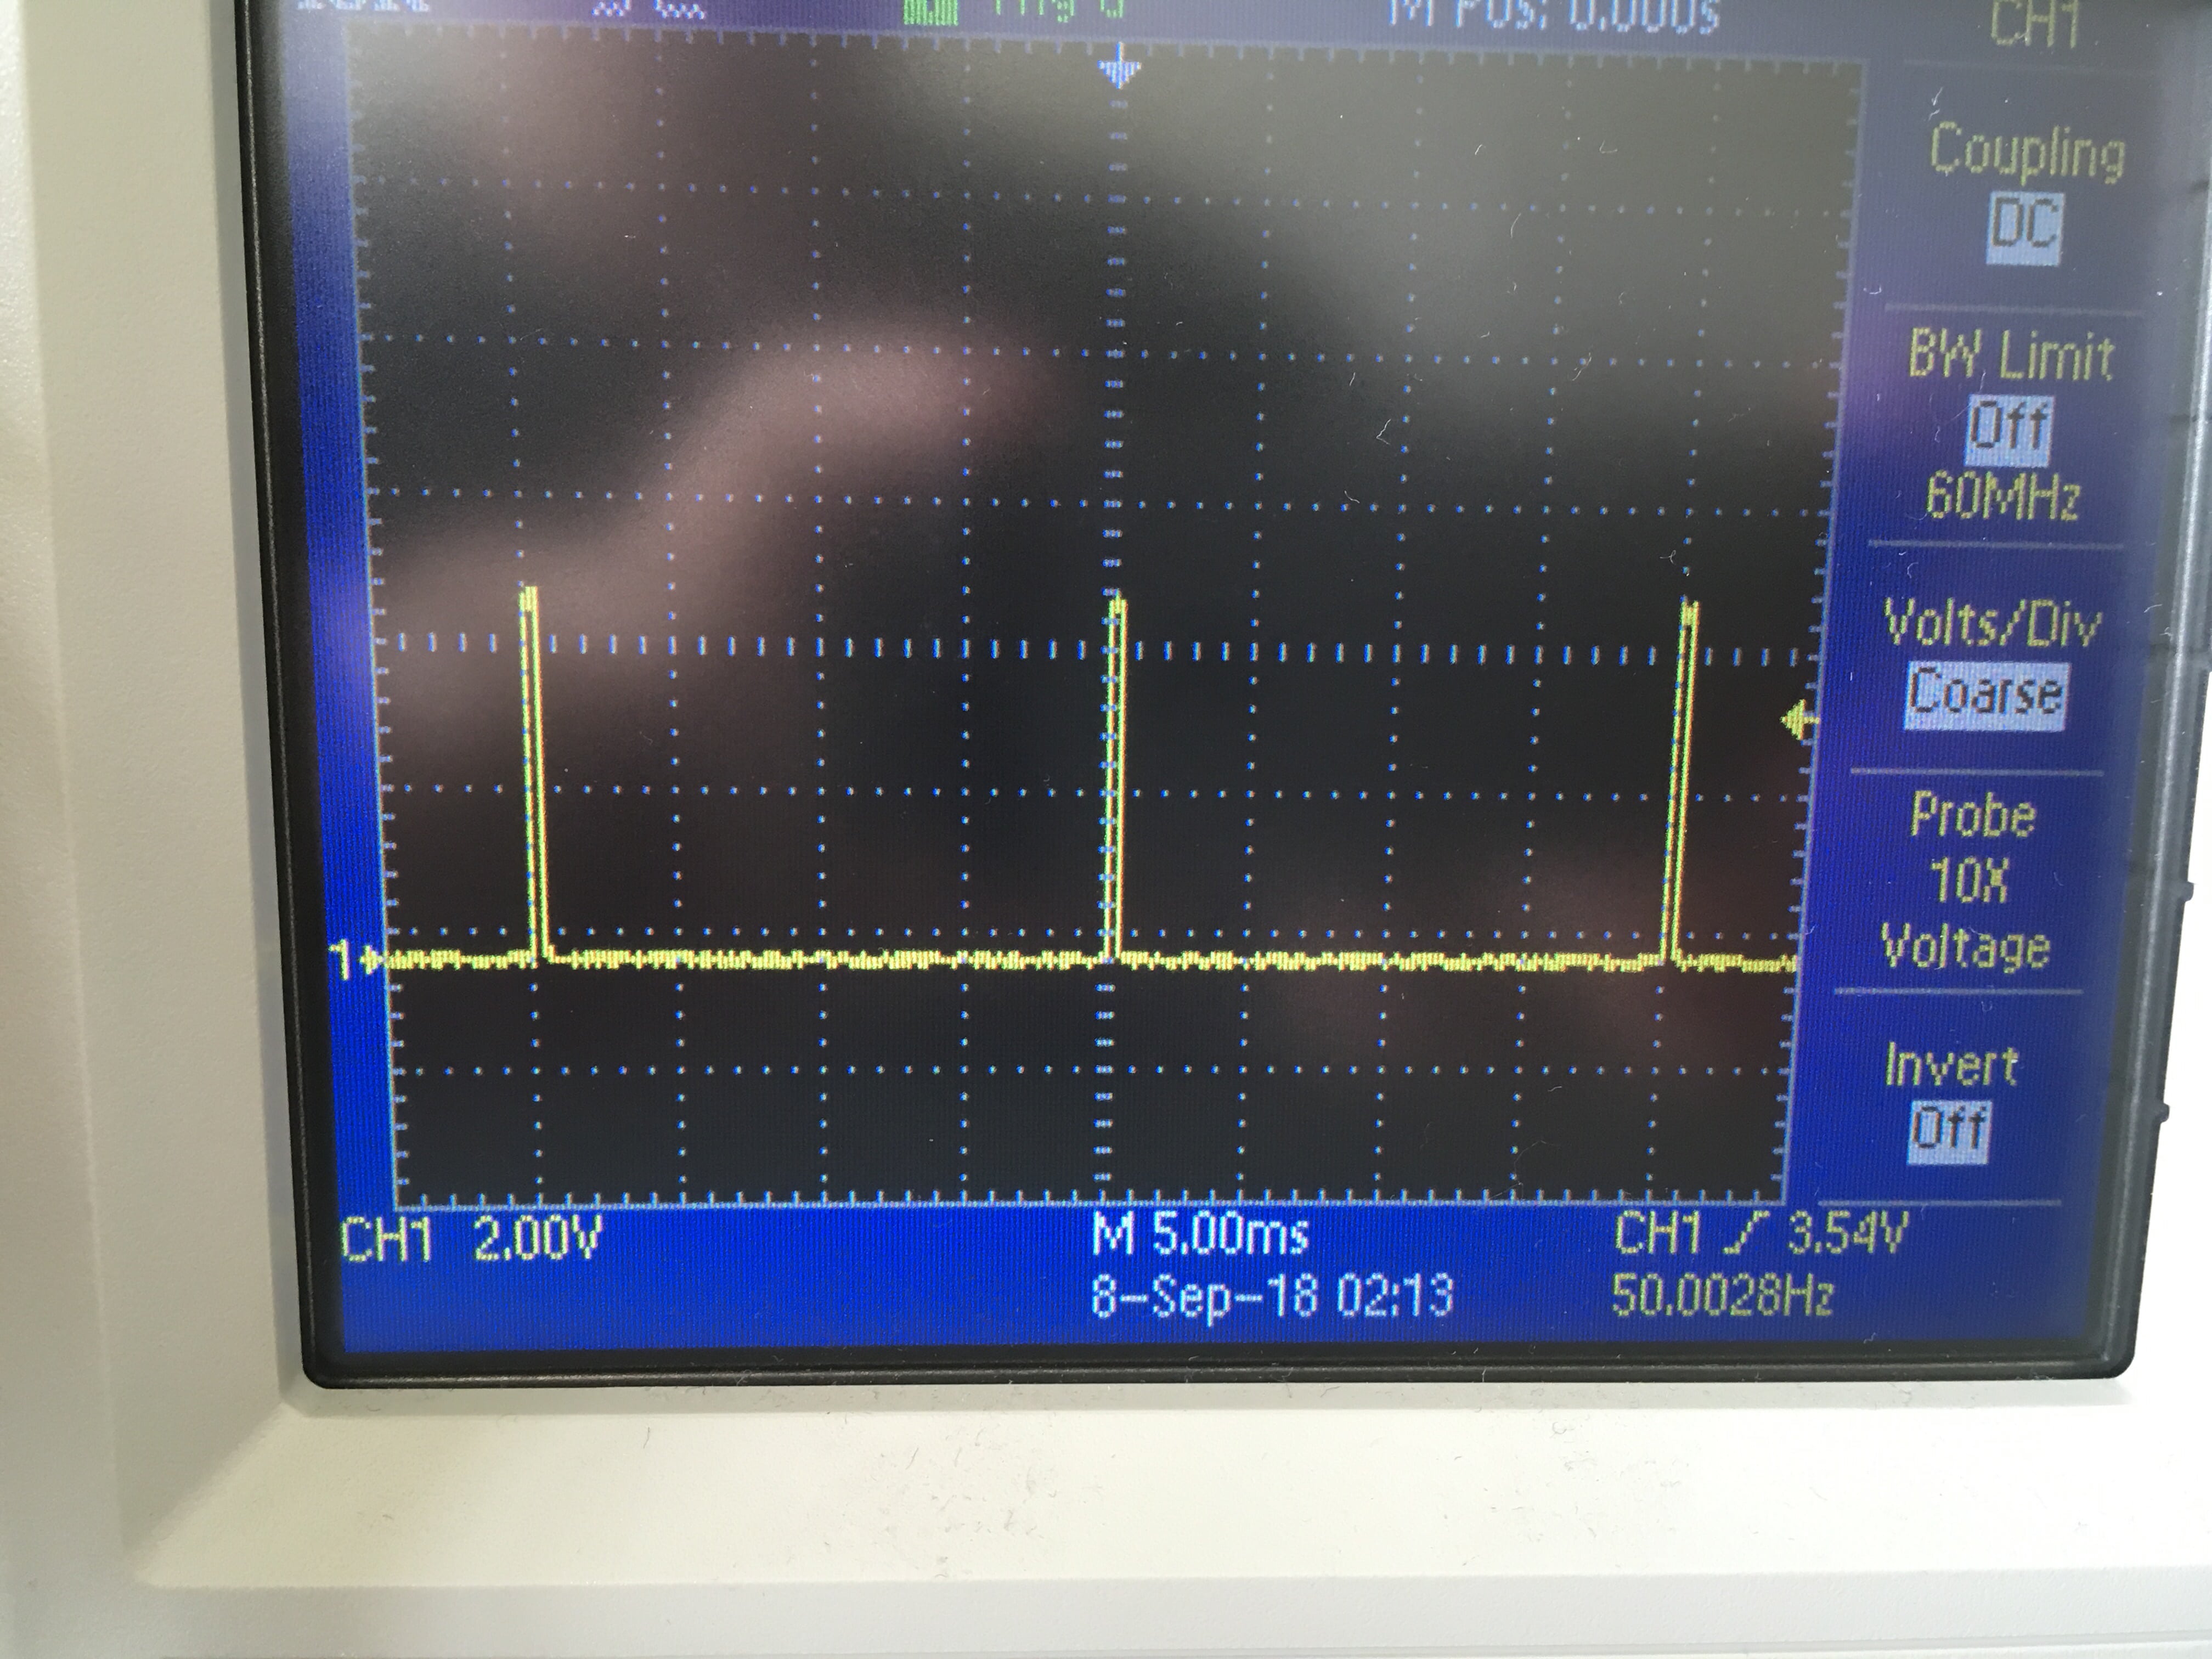 M Pos: 0.000s
CH1
Coupling
DC
BW Limit
Off
60MHz
Volts/Div
Coarse
Probe
10X
Voltage
Invert
Off
1
CH1 2.00V
M 5.00ms
CH1 3.54V
8-Sep-18 02:13
50.0028Hz